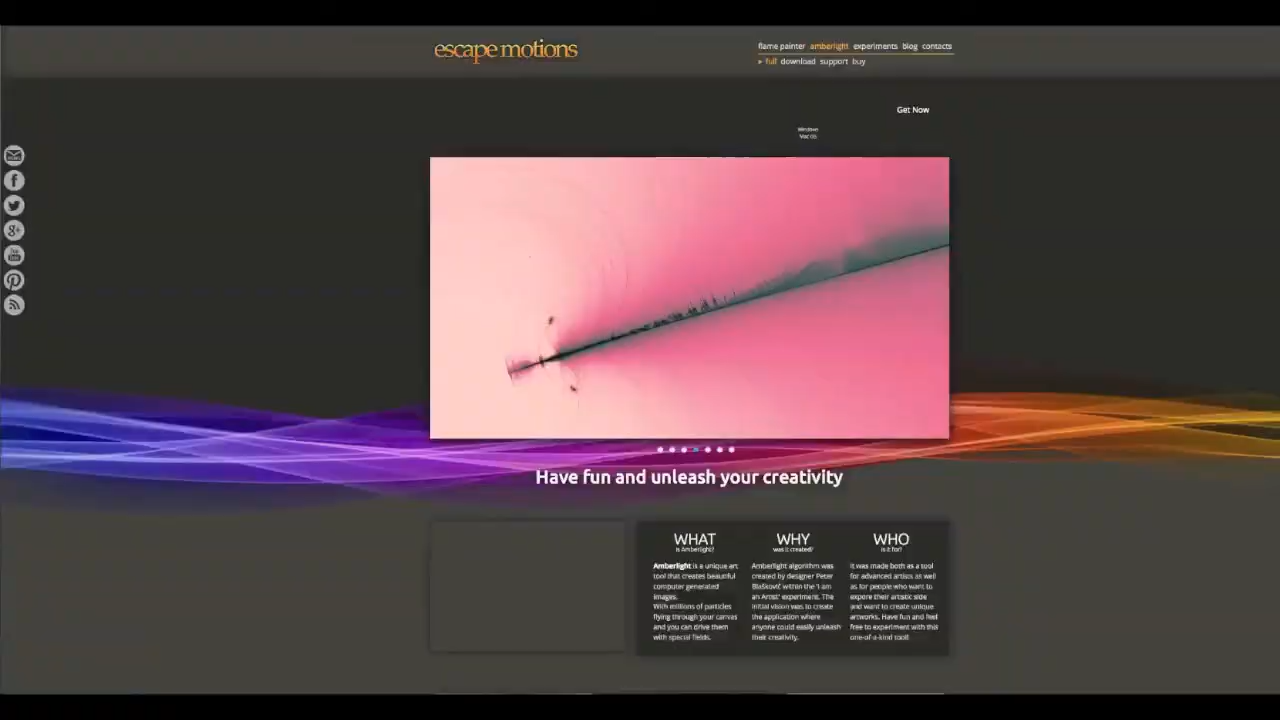 escape motions
flame painter amberlight experiments blog contacts
▸ full download support buy
Get Now
Windows
Mac OS
Have fun and unleash your creativity
WHAT
is Amberlight?
Amberlight is a unique art
tool that creates beautiful
computer generated
images.
With millions of particles
flying through your canvas
and you can drive them
with special fields.
WHY
was it created?
Amberlight algorithm was
created by designer Peter
Blaškovič within the 'I am
an Artist' experiment. The
initial vision was to create
the application where
anyone could easily unleash
their creativity.
WHO
is it for?
It was made both as a tool
for advanced artists as well
as for people who want to
expore their artistic side
and want to create unique
artworks. Have fun and feel
free to experiment with this
one-of-a-kind tool!